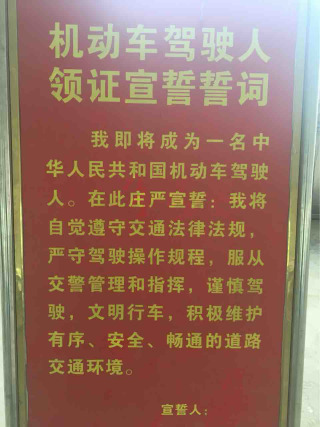 机动车驾驶人
领证宣誓誓词
我即将成为一名中
华人民共和国机动车驾驶
人。在此庄严宣誓：我将
自觉遵守交通法律法规，
严守驾驶操作规程，服从
交警管理和指挥，谨慎驾
驶，文明行车，积极维护
有序、安全、畅通的道路
交通环境。
宣誓人：